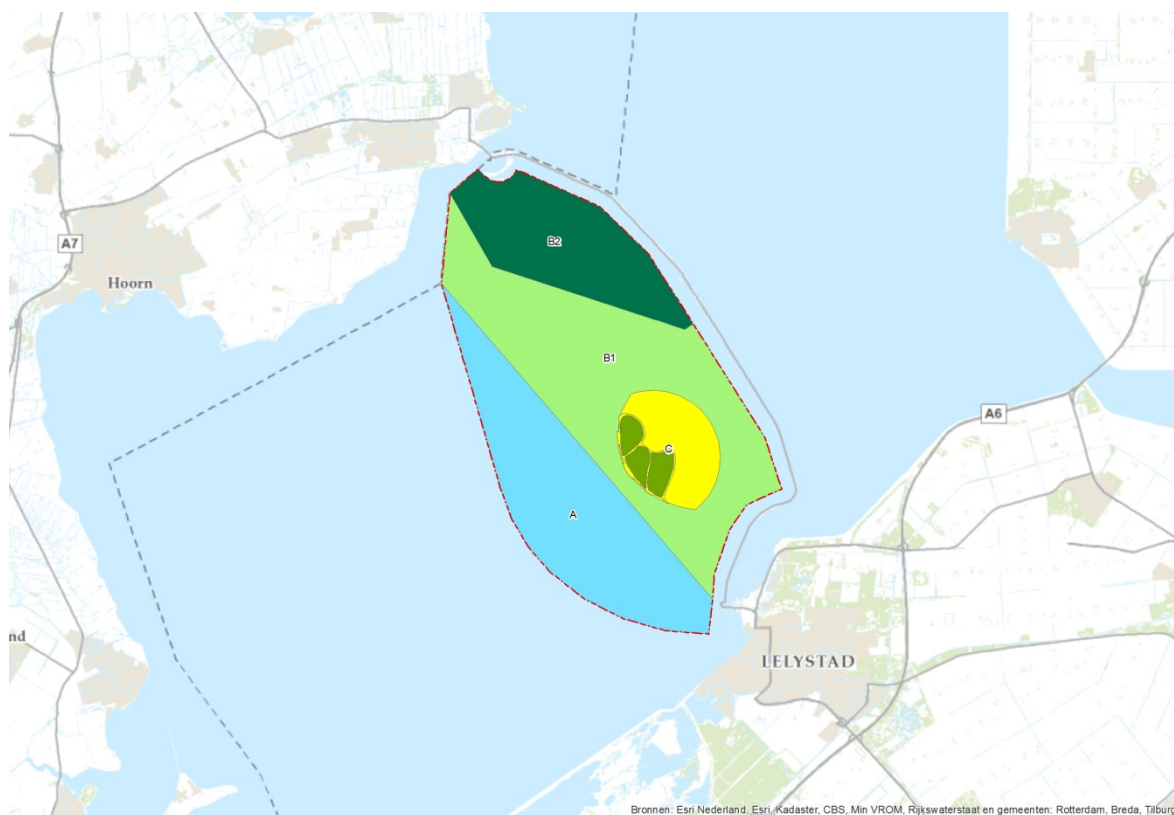 B2
A7
Hoorn
B1
A6
C
A
nd
LELYSTAD
Bronnen: Esri Nederland, Esri, Kadaster, CBS, Min VROM, Rijkswaterstaat en gemeenten: Rotterdam, Breda, Tilburg